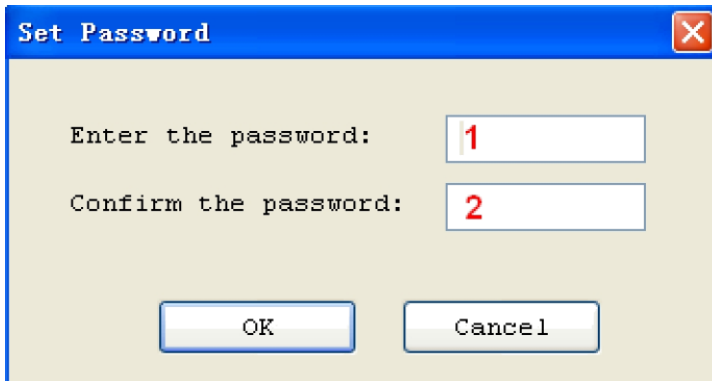 Set Password
Enter the password: 1
Confirm the password: 2
OK Cancel